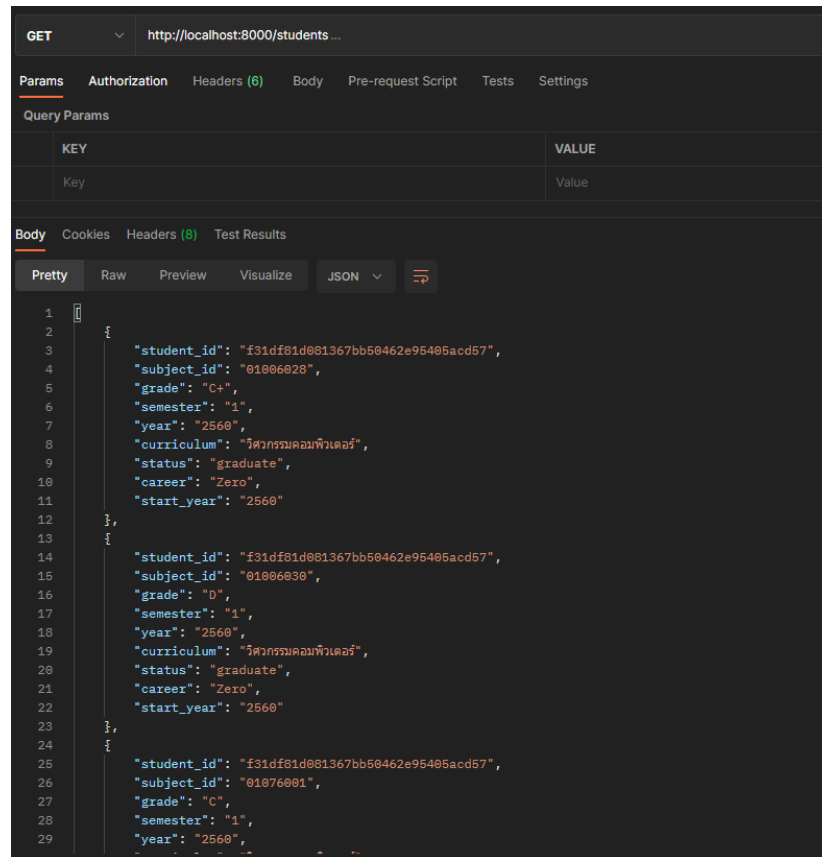 GET http://localhost:8000/students ...
Params Authorization Headers (6) Body Pre-request Script Tests Settings
Query Params
KEY VALUE
Key Value
Body Cookies Headers (8) Test Results
Pretty Raw Preview Visualize JSON
1 [
2 {
3 "student_id": "f31df81d081367bb50462e95405acd57",
4 "subject_id": "01006028",
5 "grade": "C+",
6 "semester": "1",
7 "year": "2560",
8 "curriculum": "วิศวกรรมคอมพิวเตอร์",
9 "status": "graduate",
10 "career": "Zero",
11 "start_year": "2560"
12 },
13 {
14 "student_id": "f31df81d081367bb50462e95405acd57",
15 "subject_id": "01006030",
16 "grade": "D",
17 "semester": "1",
18 "year": "2560",
19 "curriculum": "วิศวกรรมคอมพิวเตอร์",
20 "status": "graduate",
21 "career": "Zero",
22 "start_year": "2560"
23 },
24 {
25 "student_id": "f31df81d081367bb50462e95405acd57",
26 "subject_id": "01076001",
27 "grade": "C",
28 "semester": "1",
29 "year": "2560",